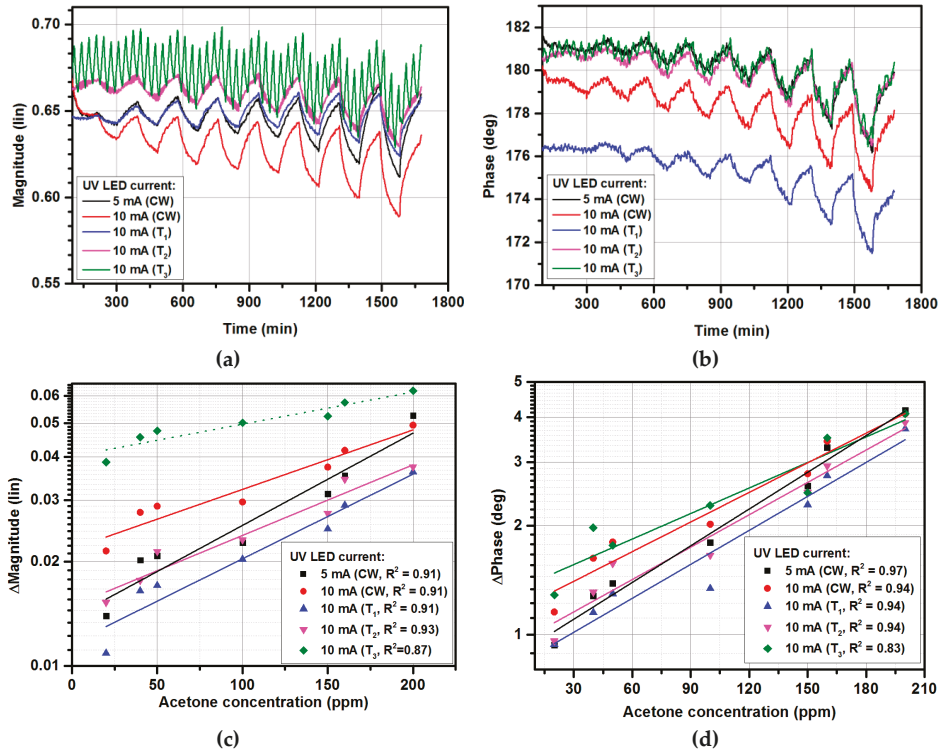 0.70
0.65
0.60
0.55
Magnitude (lin)
UV LED current:
5 mA (CW)
10 mA (CW)
10 mA (T1)
10 mA (T2)
10 mA (T3)
300 600 900 1200 1500 1800
Time (min)
(a)
182
180
178
176
174
172
170
Phase (deg)
UV LED current:
5 mA (CW)
10 mA (CW)
10 mA (T1)
10 mA (T2)
10 mA (T3)
300 600 900 1200 1500 1800
Time (min)
(b)
0.06
0.05
0.04
0.03
0.02
0.01
ΔMagnitude (lin)
UV LED current:
5 mA (CW, R² = 0.91)
10 mA (CW, R² = 0.91)
10 mA (T1, R² = 0.91)
10 mA (T2, R² = 0.93)
10 mA (T3, R²=0.87)
0 50 100 150 200
Acetone concentration (ppm)
(c)
5
4
3
2
1
ΔPhase (deg)
UV LED current:
5 mA (CW, R² = 0.97)
10 mA (CW, R² = 0.94)
10 mA (T1, R² = 0.94)
10 mA (T2, R² = 0.94)
10 mA (T3, R² = 0.83)
30 60 90 120 150 180 210
Acetone concentration (ppm)
(d)